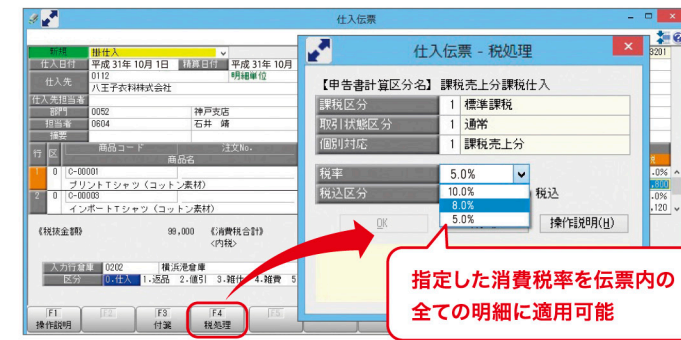 仕入伝票
新規 掛仕入
仕入日付 平成 31年 10月 1日 精算日付 平成 31年 10月
仕入先 0112 明細単位
八王子衣料株式会社
仕入先担当者
部門 0052 神戸支店
担当者 0604 石井 靖
摘要
行 区 商品コード 注文No.
商品名
1 0 C-00001
プリントTシャツ(コットン素材)
2 0 C-00003
インポートTシャツ(コットン素材)
《税抜金額》 99,000 《消費税合計》
<内税>
入力行倉庫 0202 横浜港倉庫
区分 0.仕入 1.返品 2.値引 3.雑仕 4.雑費 5
F1 F2 F3 F4 F5
操作説明 付箋 税処理
3201
仕入伝票 - 税処理
【申告書計算区分名】 課税売上分課税仕入
課税区分 1 標準課税
取引状態区分 1 通常
個別対応 1 課税売上分
税率 5.0%
税込区分 10.0% 税込
8.0%
5.0%
OK 操作説明(H)
指定した消費税率を伝票内の
全ての明細に適用可能